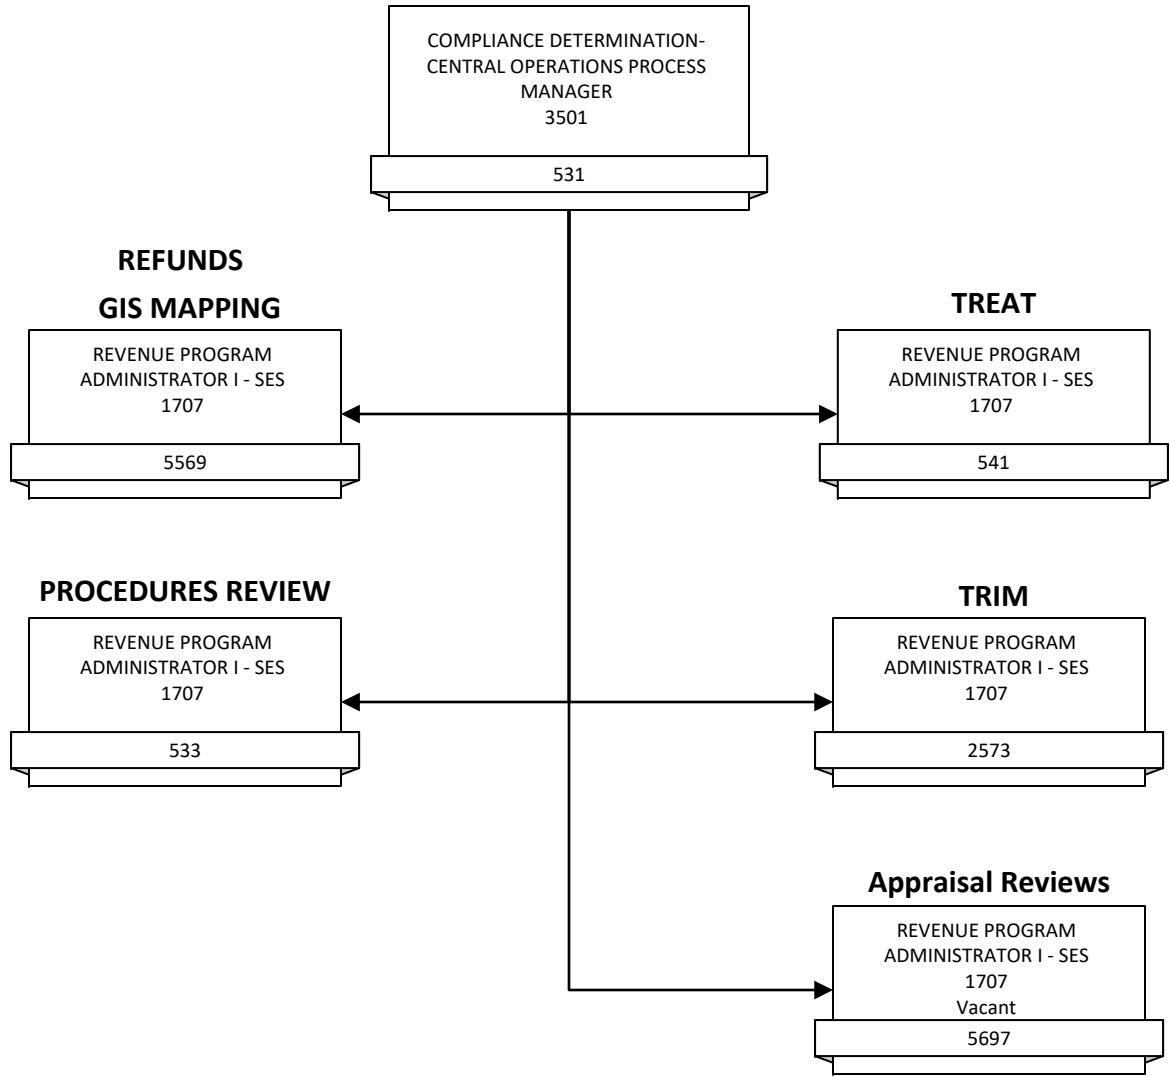 COMPLIANCE DETERMINATION-
CENTRAL OPERATIONS PROCESS
MANAGER
3501
531
REFUNDS
GIS MAPPING
REVENUE PROGRAM
ADMINISTRATOR I - SES
1707
5569
TREAT
REVENUE PROGRAM
ADMINISTRATOR I - SES
1707
541
PROCEDURES REVIEW
REVENUE PROGRAM
ADMINISTRATOR I - SES
1707
533
TRIM
REVENUE PROGRAM
ADMINISTRATOR I - SES
1707
2573
Appraisal Reviews
REVENUE PROGRAM
ADMINISTRATOR I - SES
1707
Vacant
5697